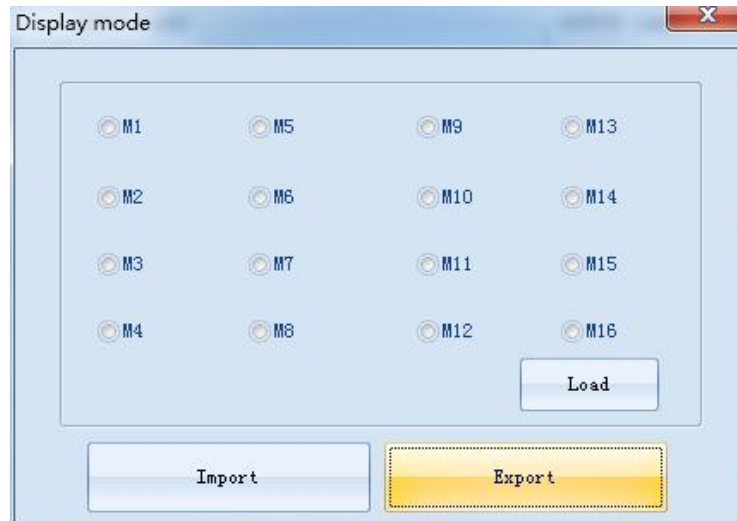 Display mode
M1 M5 M9 M13
M2 M6 M10 M14
M3 M7 M11 M15
M4 M8 M12 M16
Load
Import Export